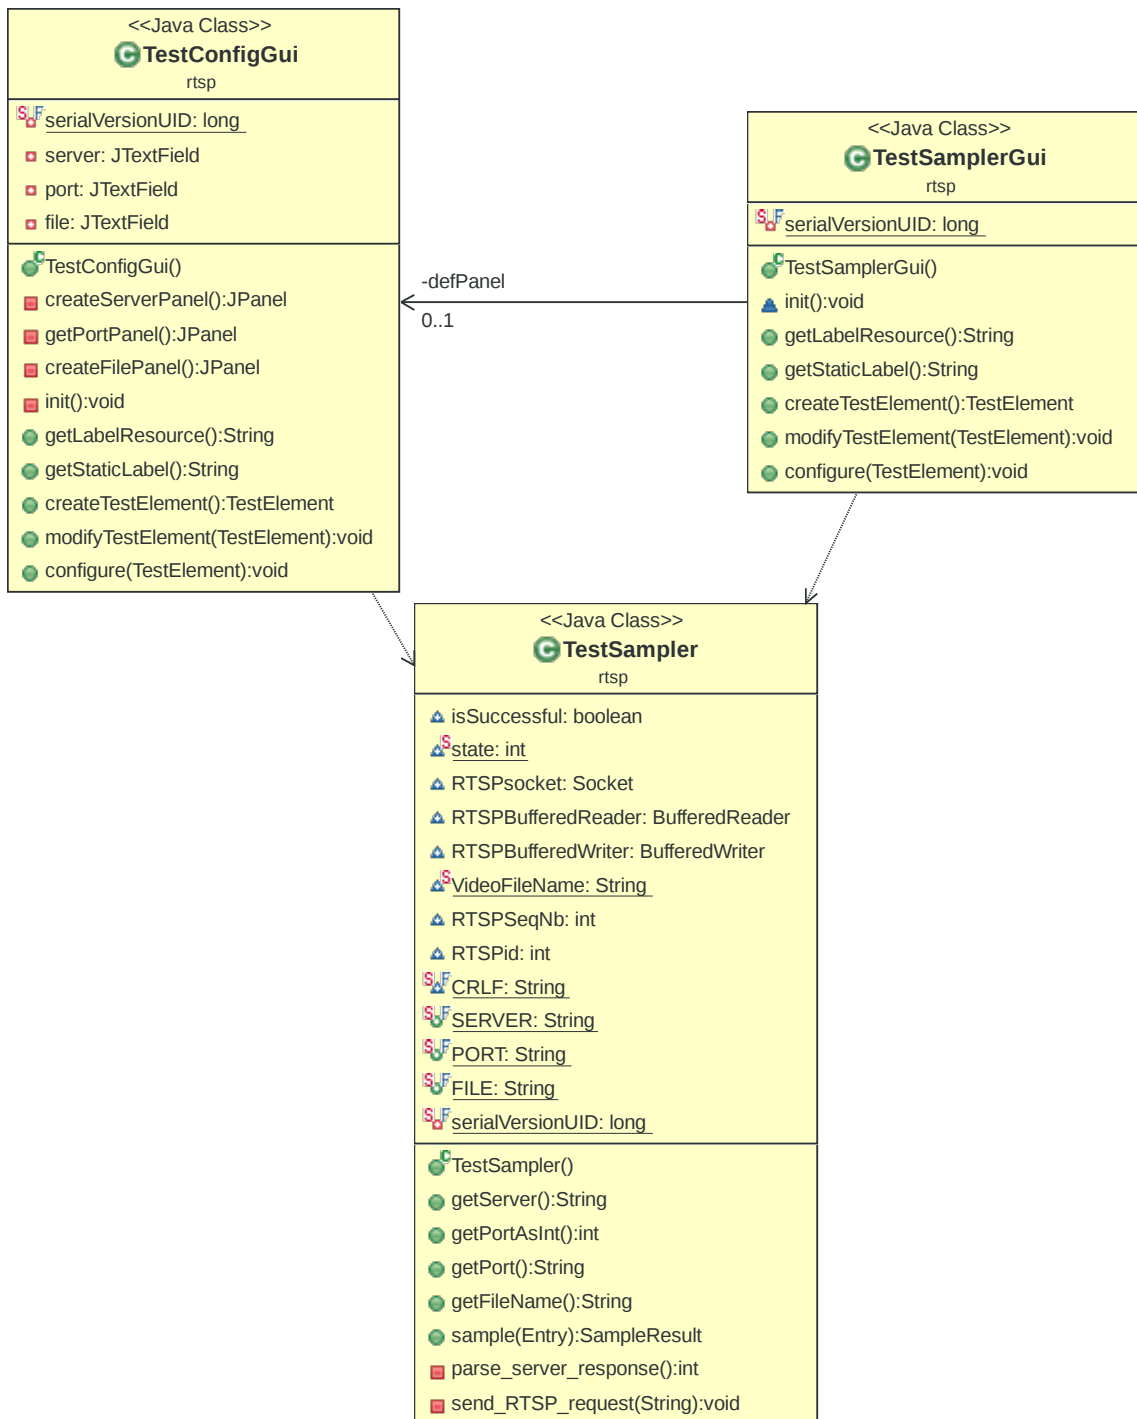 <<Java Class>>
TestConfigGui
rtsp
serialVersionUID: long
server: JTextField
port: JTextField
file: JTextField
TestConfigGui()
createServerPanel():JPanel
getPortPanel():JPanel
createFilePanel():JPanel
init():void
getLabelResource():String
getStaticLabel():String
createTestElement():TestElement
modifyTestElement(TestElement):void
configure(TestElement):void
-defPanel
0..1
<<Java Class>>
TestSamplerGui
rtsp
serialVersionUID: long
TestSamplerGui()
init():void
getLabelResource():String
getStaticLabel():String
createTestElement():TestElement
modifyTestElement(TestElement):void
configure(TestElement):void
<<Java Class>>
TestSampler
rtsp
isSuccessful: boolean
state: int
RTSPsocket: Socket
RTSPBufferedReader: BufferedReader
RTSPBufferedWriter: BufferedWriter
VideoFileName: String
RTSPSeqNb: int
RTSPid: int
CRLF: String
SERVER: String
PORT: String
FILE: String
serialVersionUID: long
TestSampler()
getServer():String
getPortAsInt():int
getPort():String
getFileName():String
sample(Entry):SampleResult
parse_server_response():int
send_RTSP_request(String):void